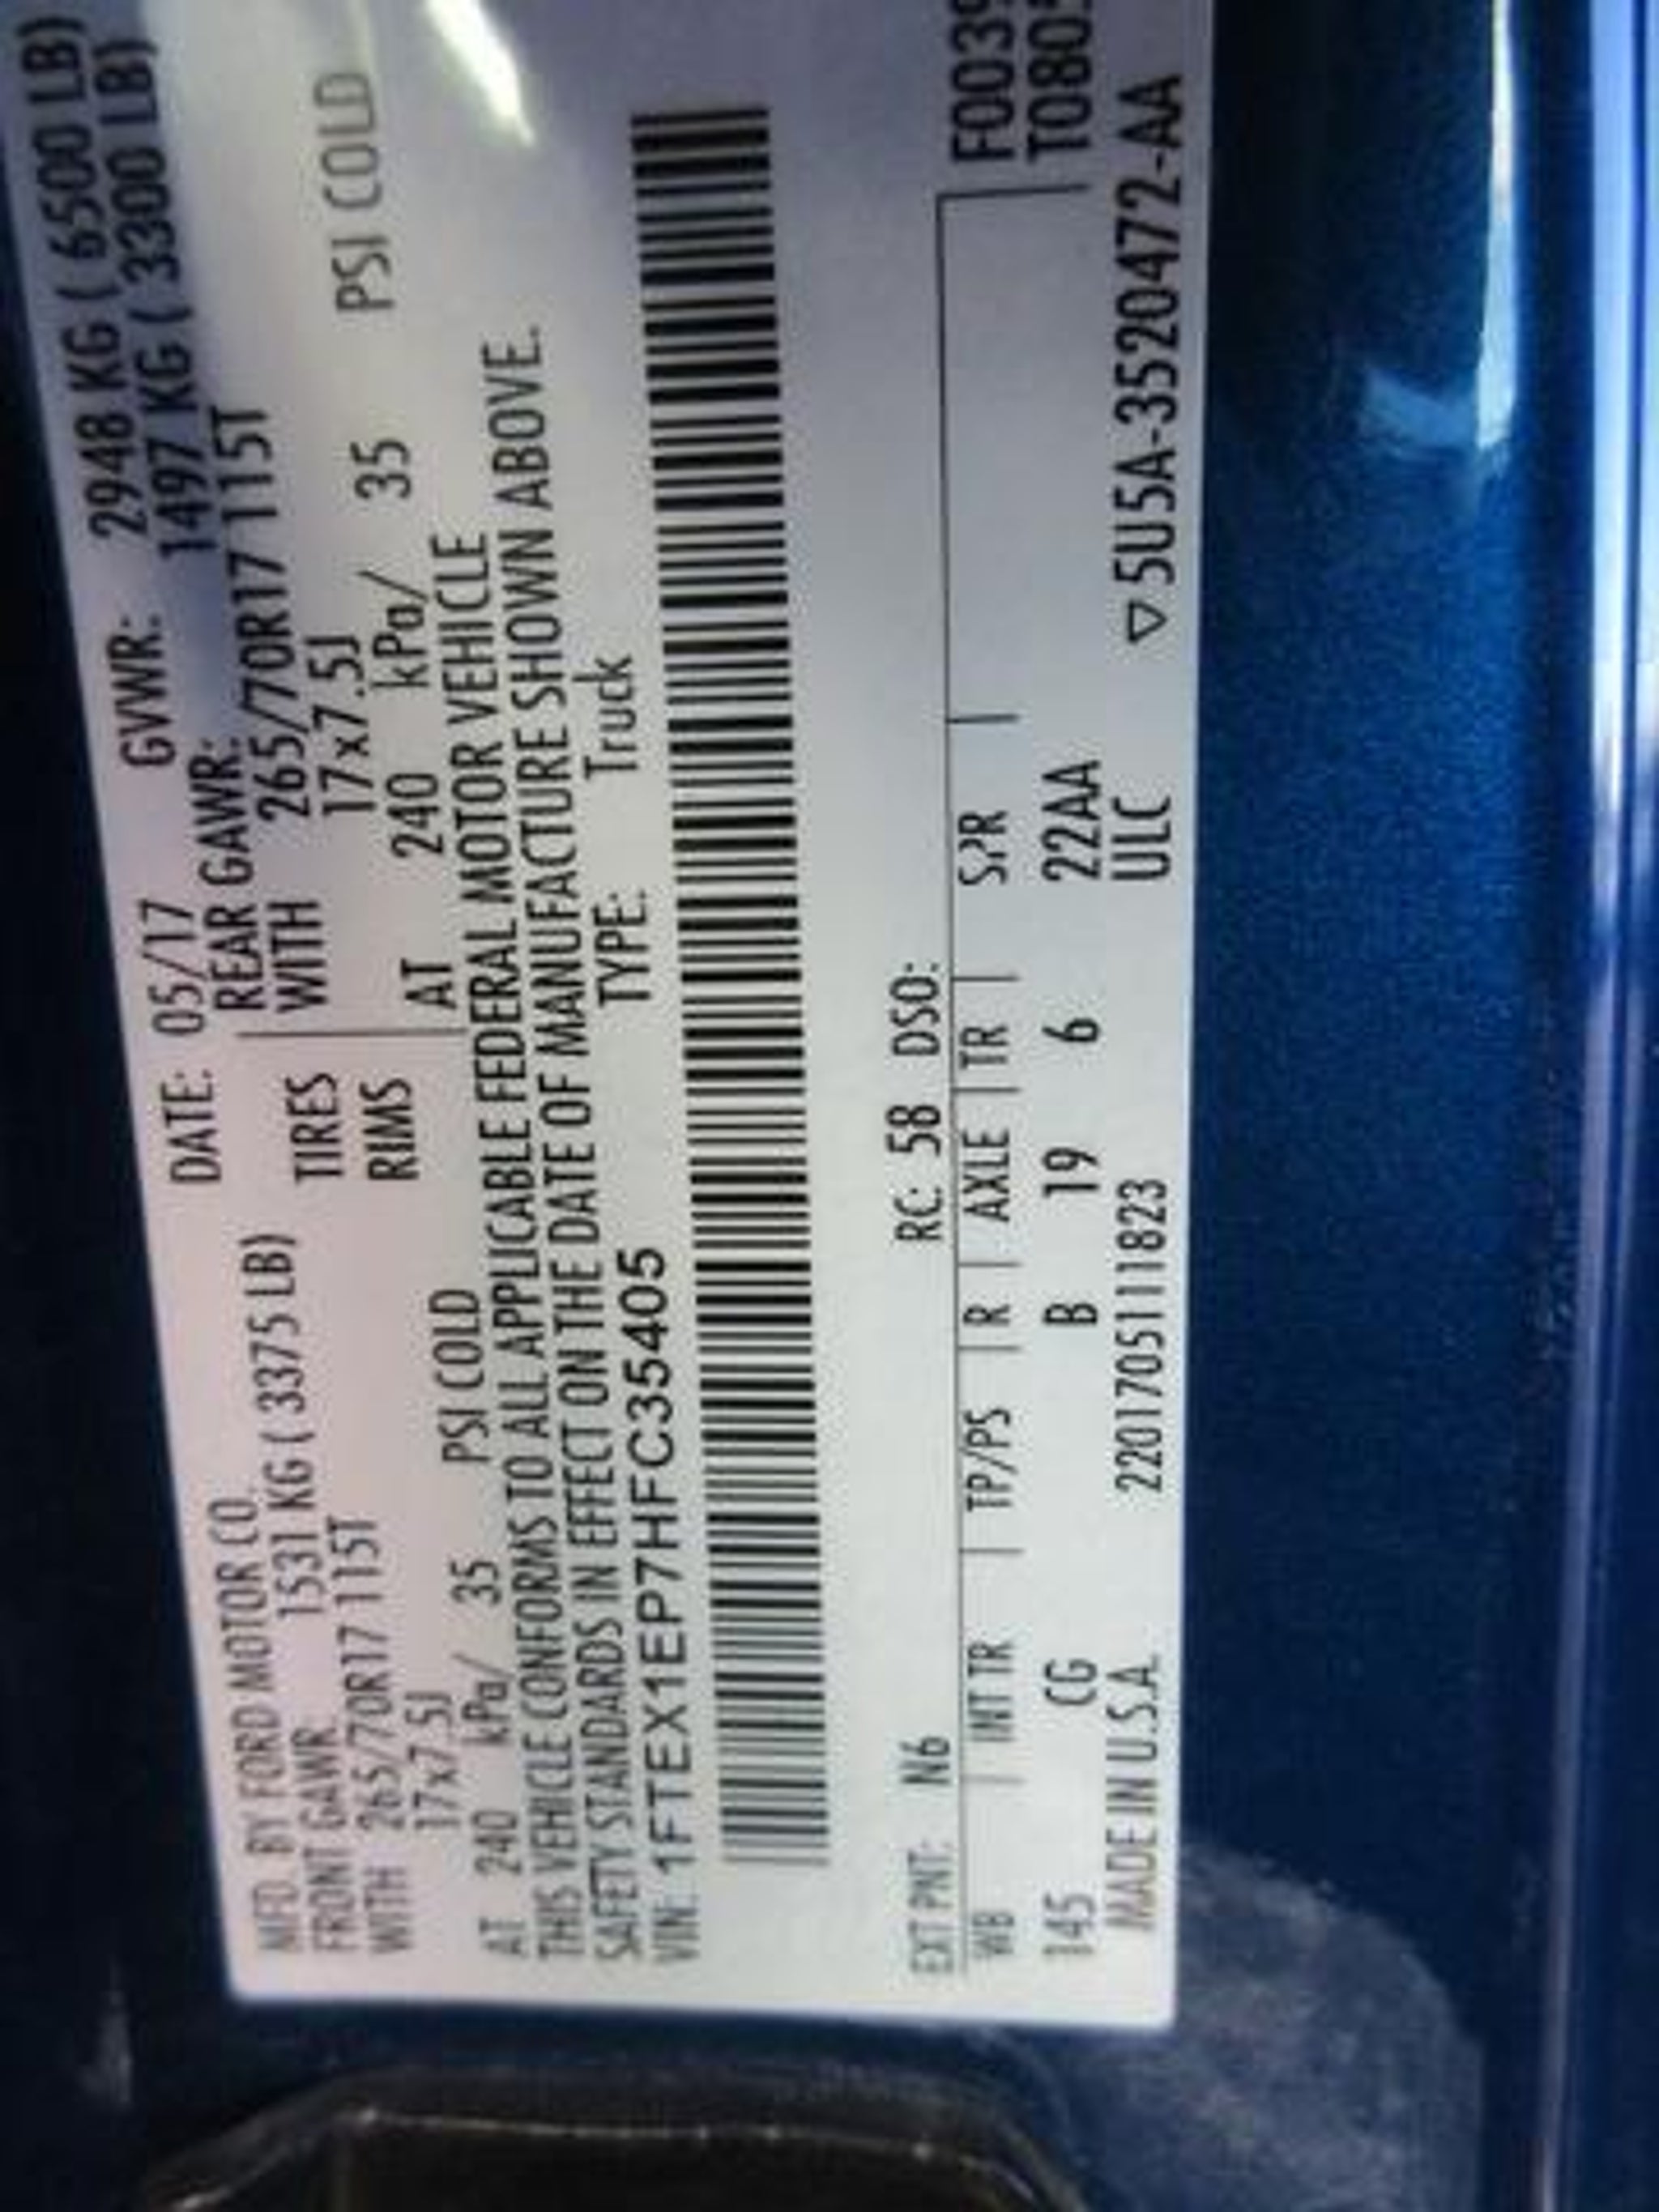 MFD. BY FORD MOTOR CO.
DATE: 05/17 GVWR: 2948 KG ( 6500 LB)
FRONT GAWR: 1531 KG ( 3375 LB) REAR GAWR: 1497 KG ( 3300 LB)
WITH 265/70R17 115T TIRES WITH 265/70R17 115T
17x7.5J RIMS 17x7.5J
AT 240 kPa/ 35 PSI COLD AT 240 kPa/ 35 PSI COLD
THIS VEHICLE CONFORMS TO ALL APPLICABLE FEDERAL MOTOR VEHICLE
SAFETY STANDARDS IN EFFECT ON THE DATE OF MANUFACTURE SHOWN ABOVE.
VIN: 1FTEX1EP7HFC35405 TYPE: Truck
EXT PNT: N6 RC: 58 DSO:
WB INT TR TP/PS R AXLE TR SPR
F0039
T0805
145 CG B 19 6 22AA
MADE IN U.S.A. 2201705111823 ULC ▽5U5A-3520472-AA